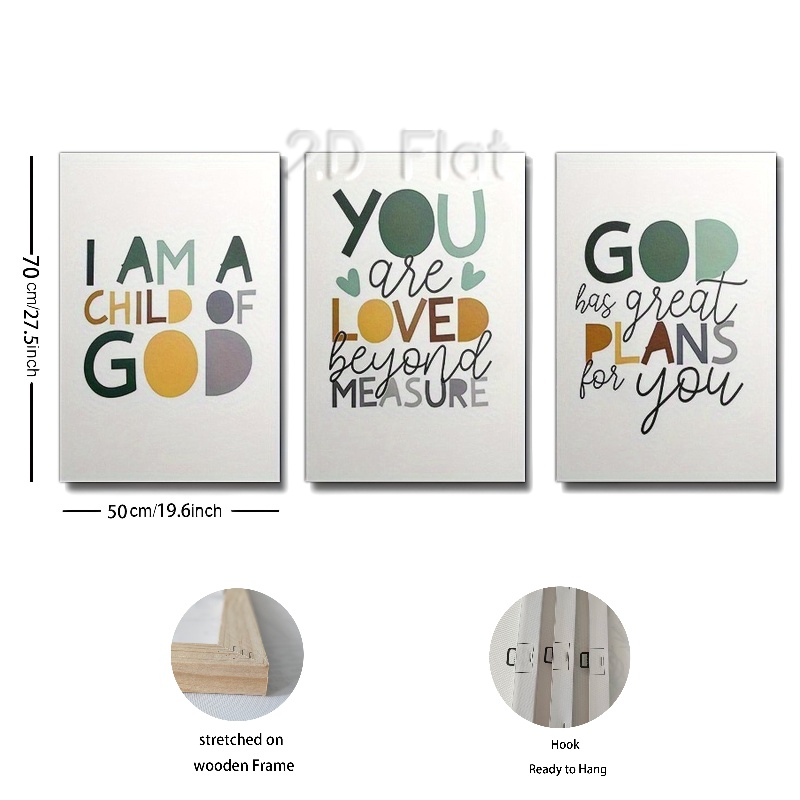 2D Flat
I AM A
CHILD OF
GOD
YOU
are
LOVED
beyond
MEASURE
GOD
has great
PLANS
for you
70 cm/27.5inch
50cm/19.6inch
stretched on
wooden Frame
Hook
Ready to Hang